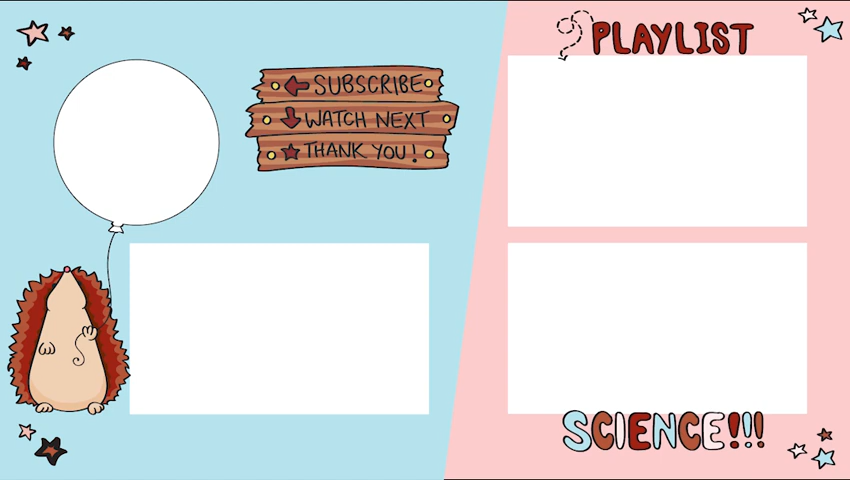 PLAYLIST
SUBSCRIBE
WATCH NEXT
THANK YOU!
SCIENCE!!!